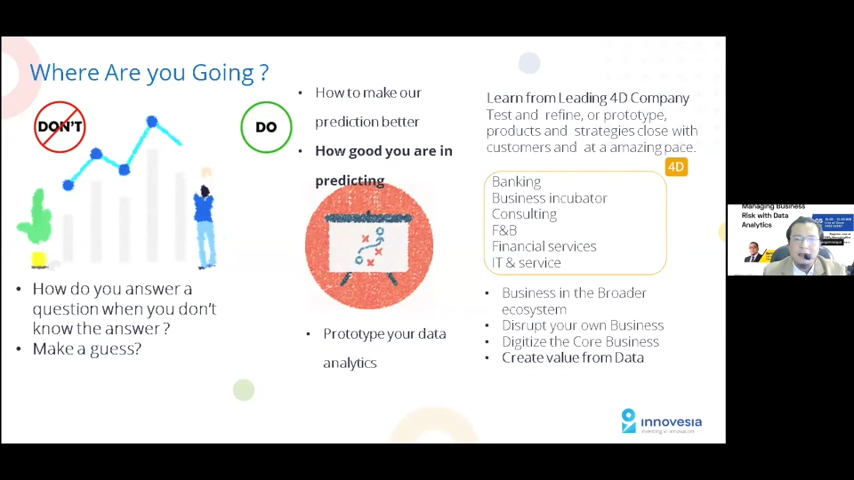 Where Are you Going ?
DON'T
DO
How do you answer a
question when you don't
know the answer ?
Make a guess?
How to make our
prediction better
How good you are in
predicting
Prototype your data
analytics
Learn from Leading 4D Company
Test and refine, or prototype,
products and strategies close with
customers and at a amazing pace.
4D
Banking
Business incubator
Consulting
F&B
Financial services
IT & service
Business in the Broader
ecosystem
Disrupt your own Business
Digitize the Core Business
Create value from Data
innovesia
investing in innovation
Managing Business
Risk with Data
Analytics